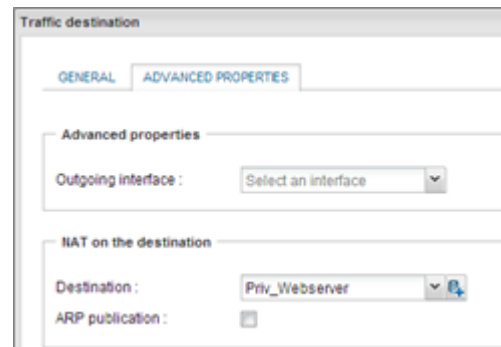 Traffic destination
GENERAL ADVANCED PROPERTIES
Advanced properties
Outgoing interface : Select an interface
NAT on the destination
Destination : Priv_Webserver
ARP publication :